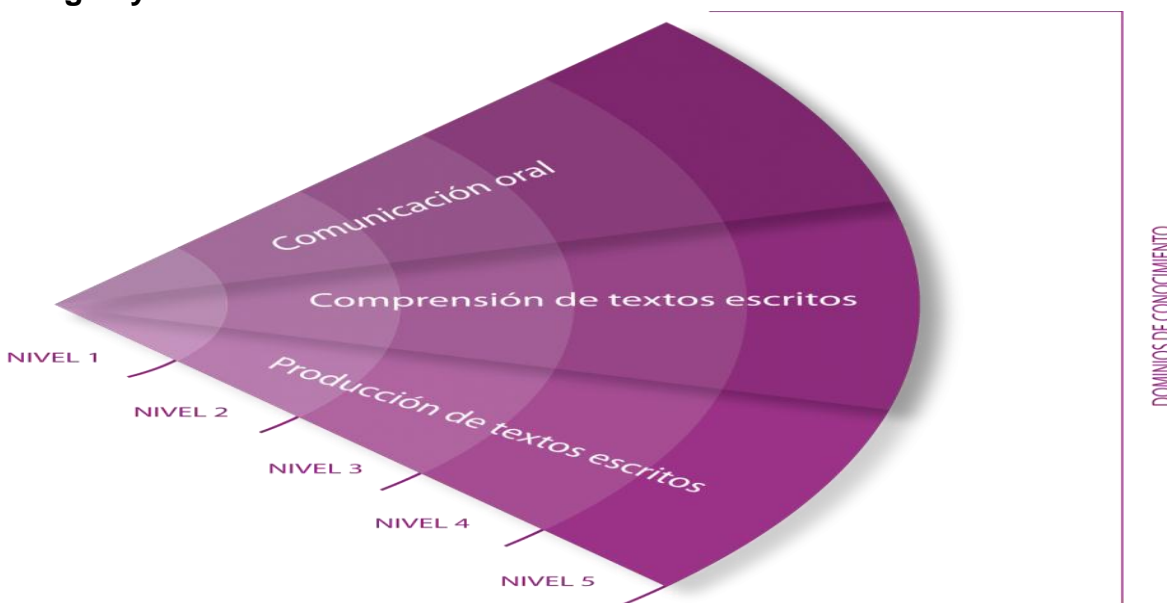 Comunicación oral
Comprensión de textos escritos
Producción de textos escritos
NIVEL 1
NIVEL 2
NIVEL 3
NIVEL 4
NIVEL 5
DOMINIOS DE CONOCIMIENTO